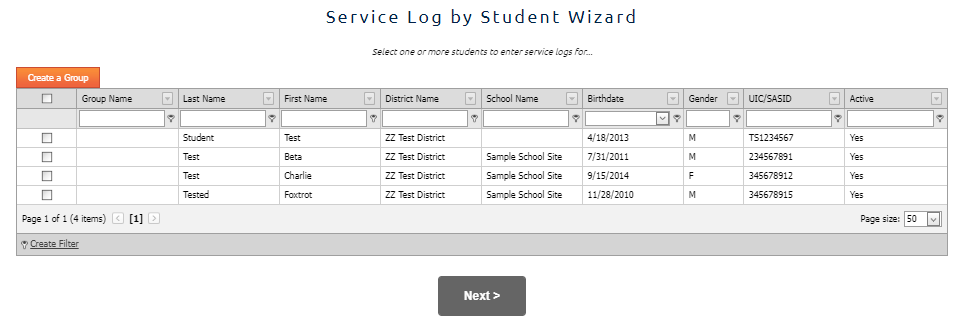 Service Log by Student Wizard
Select one or more students to enter service logs for...
Create a Group
Group Name Last Name First Name District Name School Name Birthdate Gender UIC/SASID Active
Student Test ZZ Test District 4/18/2013 M TS1234567 Yes
Test Beta ZZ Test District Sample School Site 7/31/2011 M 234567891 Yes
Test Charlie ZZ Test District Sample School Site 9/15/2014 F 345678912 Yes
Tested Foxtrot ZZ Test District Sample School Site 11/28/2010 M 345678915 Yes
Page 1 of 1 (4 items) < [1] > Page size: 50
Create Filter
Next >